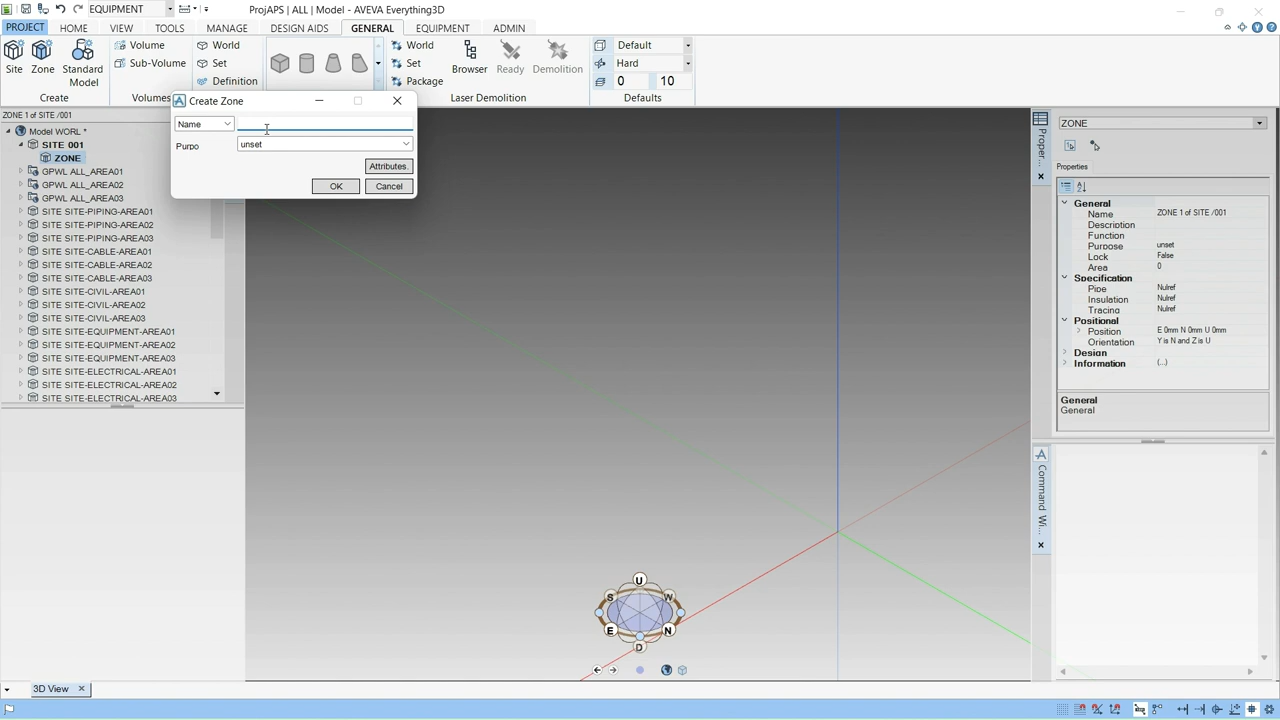 EQUIPMENT
ProjAPS | ALL | Model - AVEVA Everything3D
PROJECT HOME VIEW TOOLS MANAGE DESIGN AIDS GENERAL EQUIPMENT ADMIN
Site
Zone
Standard
Model
Create
Volume
Sub-Volume
Volumes
World
Set
Definition
World
Set
Package
Browser
Ready
Demolition
Laser Demolition
Default
Hard
0 10
Defaults
Create Zone
Name
Purpo unset
Attributes.
OK Cancel
ZONE 1 of SITE /001
Model WORL *
SITE 001
ZONE
GPWL ALL_AREA01
GPWL ALL_AREA02
GPWL ALL_AREA03
SITE SITE-PIPING-AREA01
SITE SITE-PIPING-AREA02
SITE SITE-PIPING-AREA03
SITE SITE-CABLE-AREA01
SITE SITE-CABLE-AREA02
SITE SITE-CABLE-AREA03
SITE SITE-CIVIL-AREA01
SITE SITE-CIVIL-AREA02
SITE SITE-CIVIL-AREA03
SITE SITE-EQUIPMENT-AREA01
SITE SITE-EQUIPMENT-AREA02
SITE SITE-EQUIPMENT-AREA03
SITE SITE-ELECTRICAL-AREA01
SITE SITE-ELECTRICAL-AREA02
SITE SITE-ELECTRICAL-AREA03
U
S W
E N
D
3D View
Proper...
ZONE
Properties
General
Name ZONE 1 of SITE /001
Description
Function
Purpose unset
Lock False
Area 0
Specification
Pipe Nulref
Insulation Nulref
Tracing Nulref
Positional
Position E 0mm N 0mm U 0mm
Orientation Y is N and Z is U
Design
Information (...)
General
General
Command Wi...